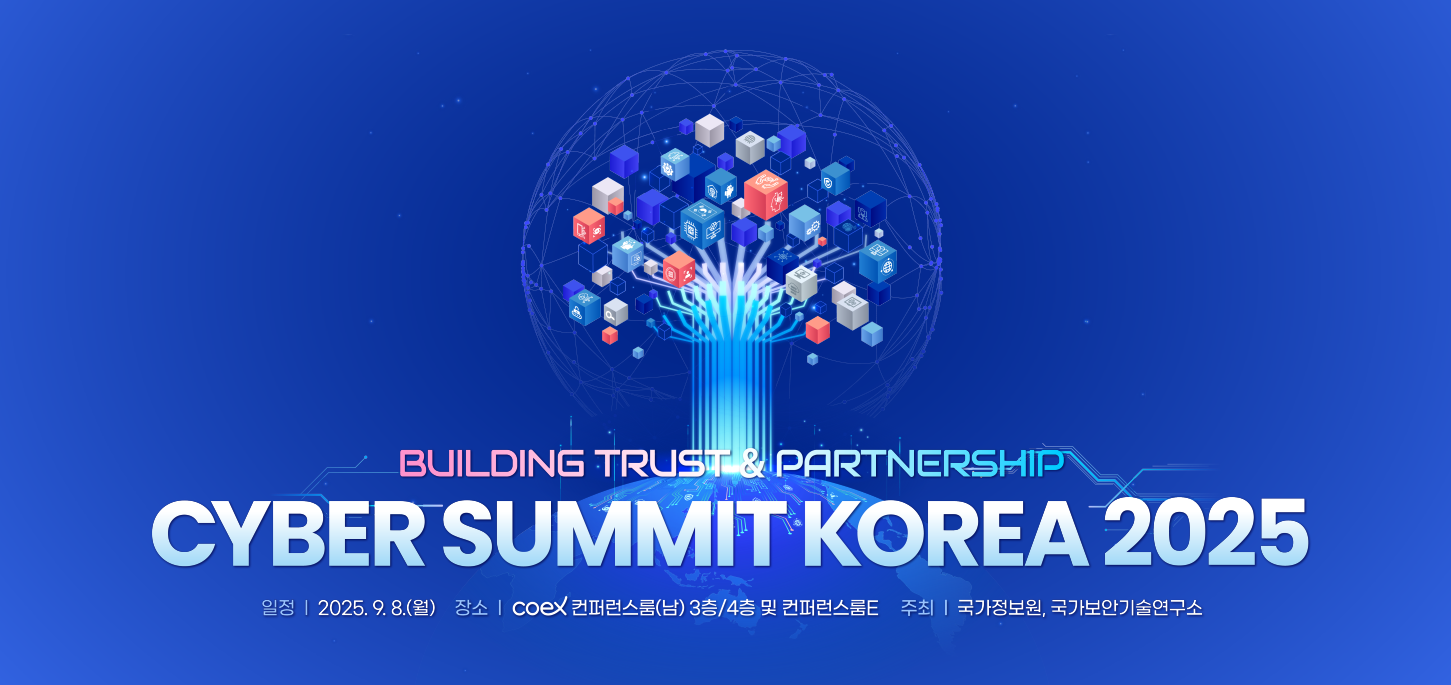 BUILDING TRUST & PARTNERSHIP
CYBER SUMMIT KOREA 2025
일정 | 2025. 9. 8.(월) 장소 | coex 컨퍼런스룸(남) 3층/4층 및 컨퍼런스룸E 주최 | 국가정보원, 국가보안기술연구소